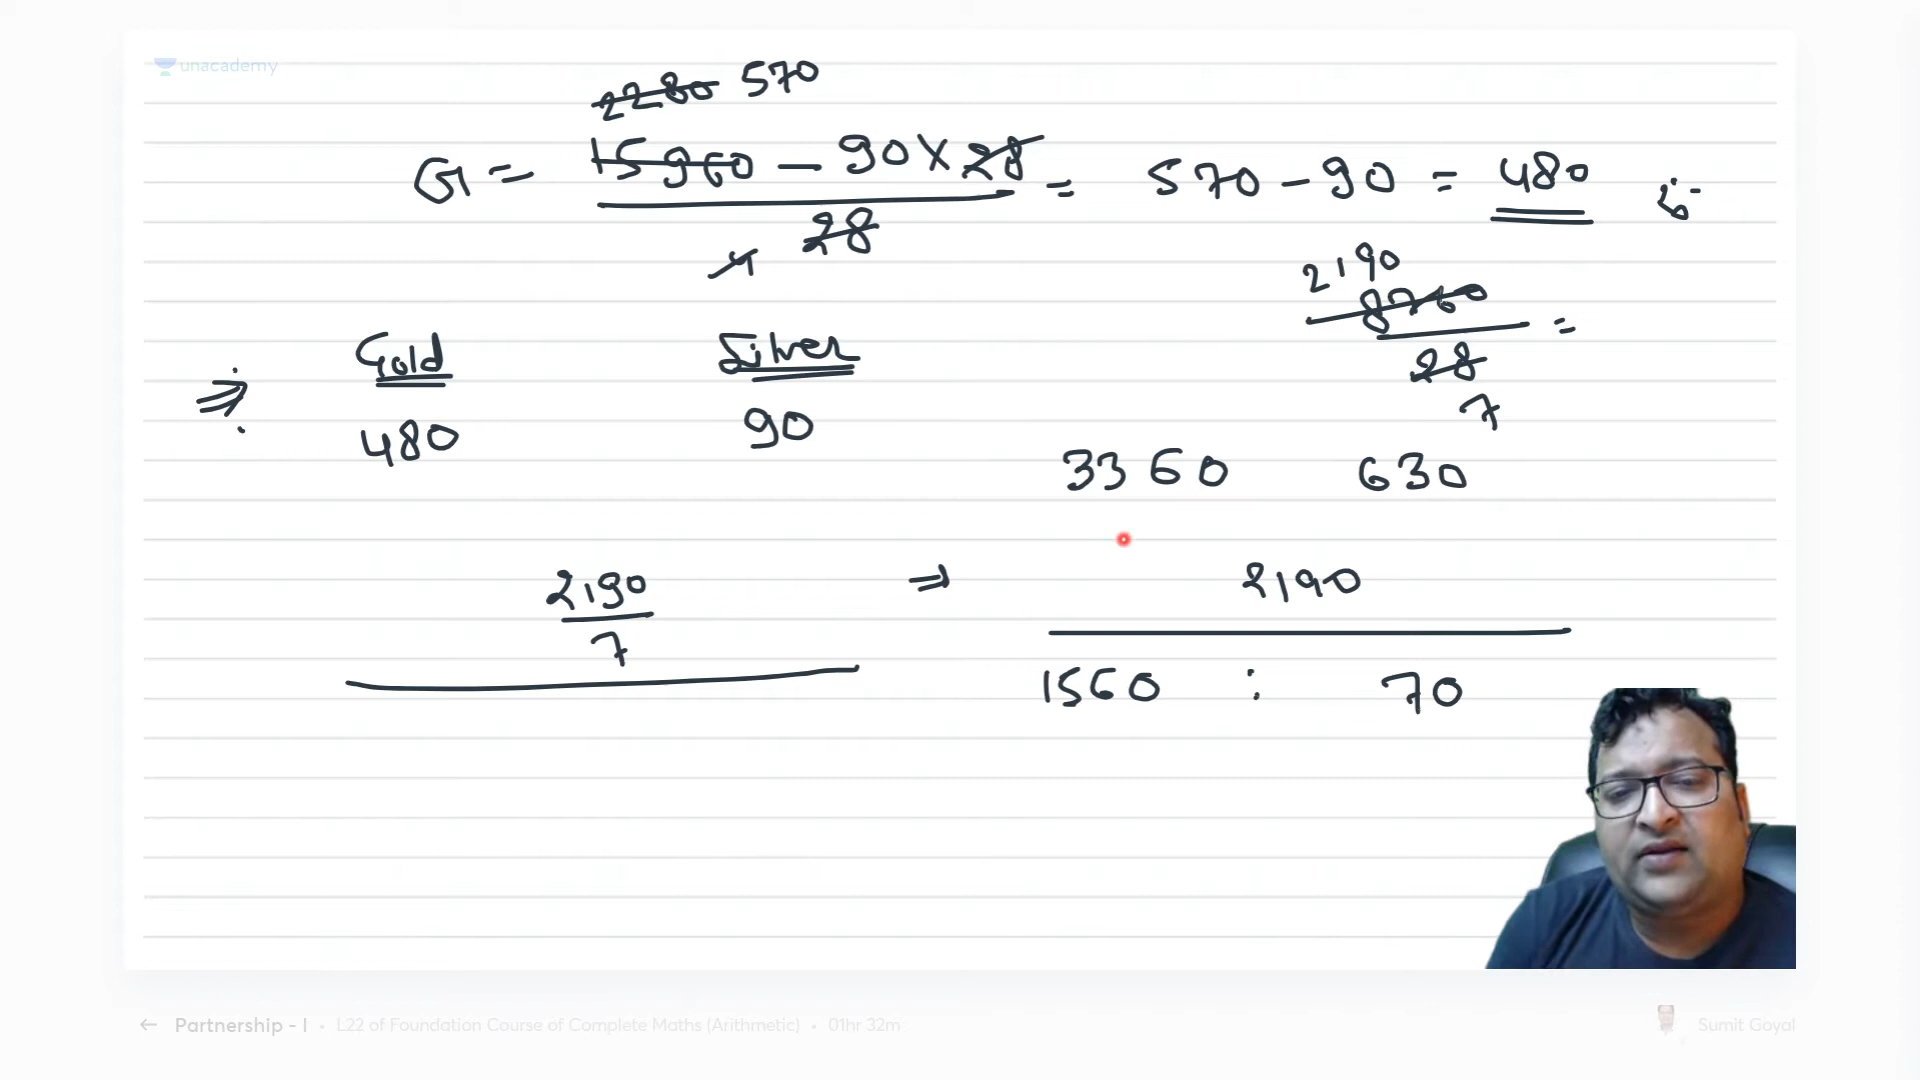 unacademy
2280 570
G = 15960 - 90 X 28 = 570 - 90 = 480
28
4
2190
8760 =
28
7
⇒ Gold Silver
480 90
3360 630
2190 ⇒ 2190
7
1560 : 70
← Partnership - I • L22 of Foundation Course of Complete Maths (Arithmetic) • 01hr 32m
Sumit Goyal